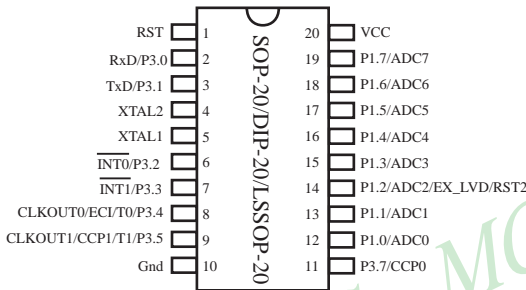 RST 1 20 VCC
RxD/P3.0 2 19 P1.7/ADC7
TxD/P3.1 3 18 P1.6/ADC6
XTAL2 4 17 P1.5/ADC5
XTAL1 5 16 P1.4/ADC4
INT0/P3.2 6 15 P1.3/ADC3
INT1/P3.3 7 14 P1.2/ADC2/EX_LVD/RST2
CLKOUT0/ECI/T0/P3.4 8 13 P1.1/ADC1
CLKOUT1/CCP1/T1/P3.5 9 12 P1.0/ADC0
Gnd 10 11 P3.7/CCP0
SOP-20/DIP-20/LSSOP-20
MC